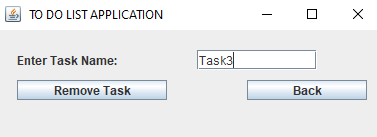 TO DO LIST APPLICATION
Enter Task Name: Task3
Remove Task Back